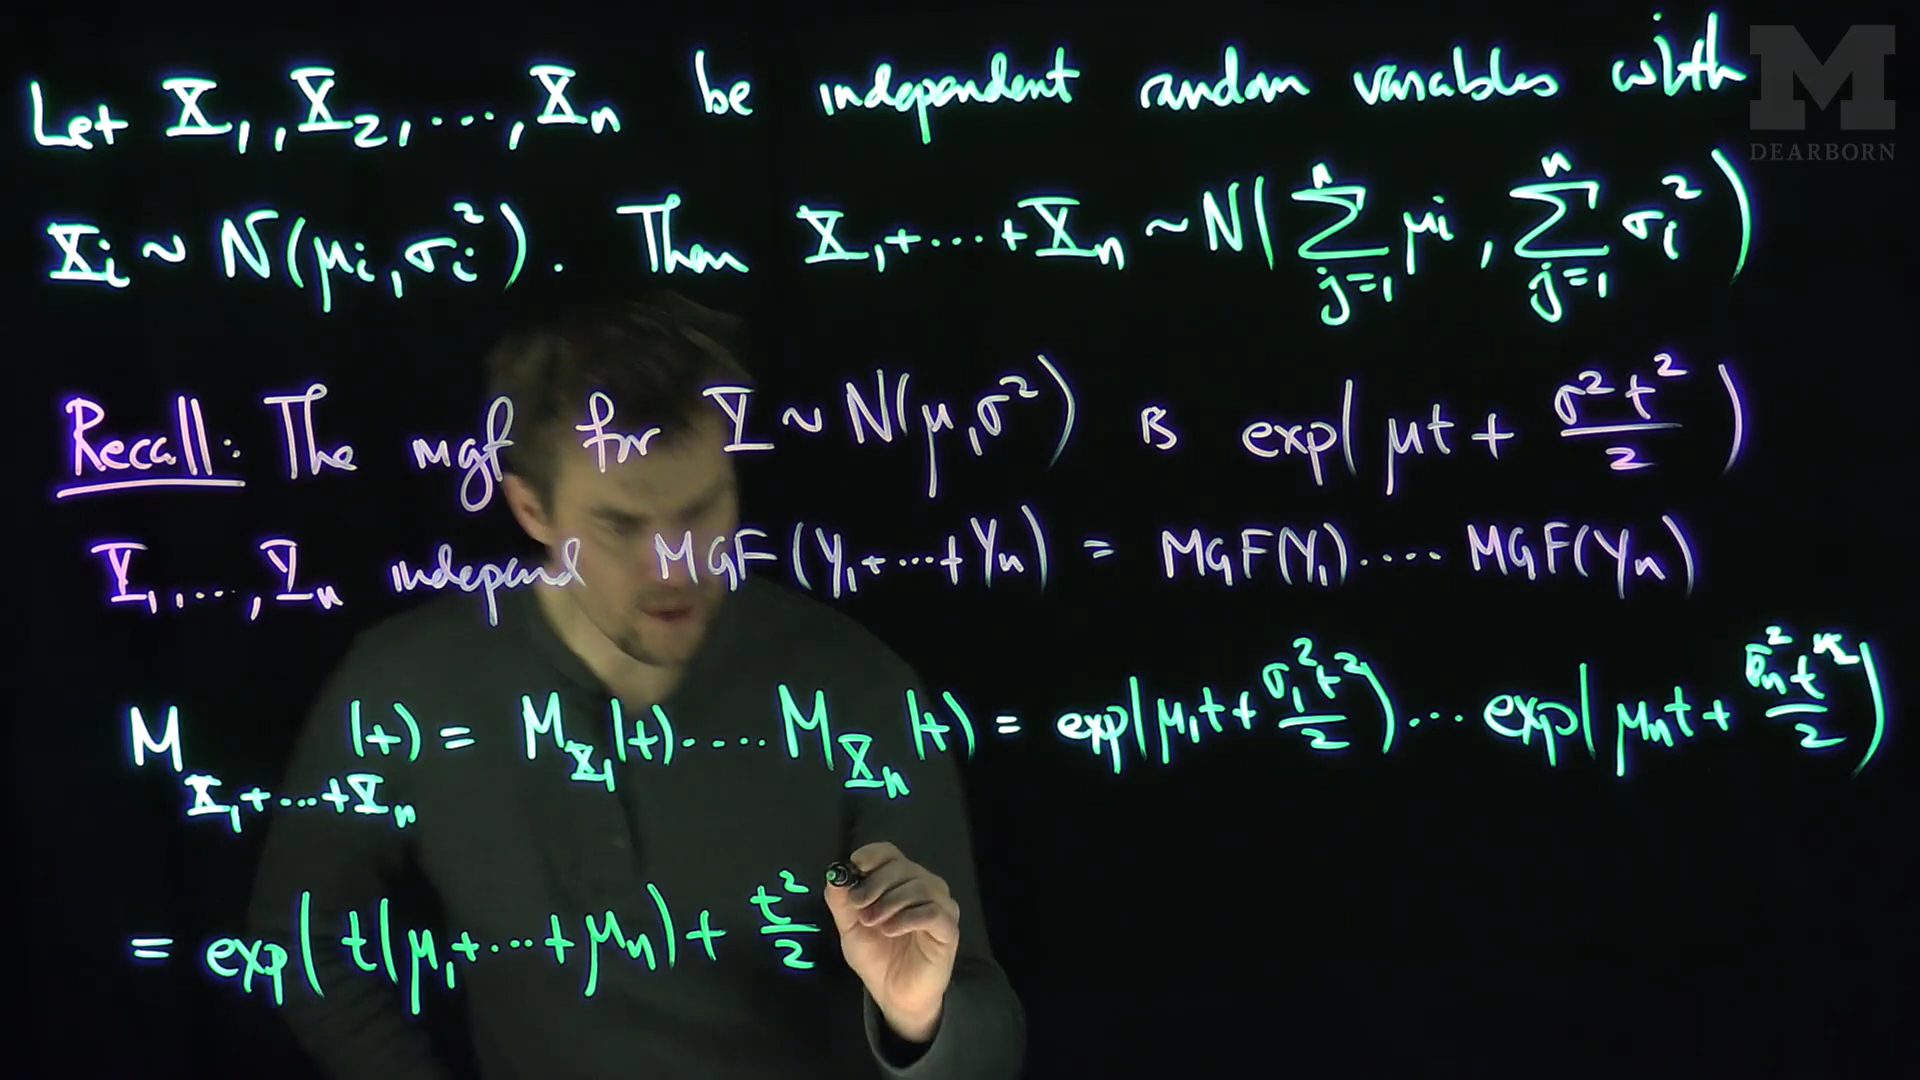 Let X₁, X₂, ..., Xₙ be independent random variables with
Xᵢ ~ N(μᵢ, σᵢ²). Then X₁+...+Xₙ ~ N(∑ⁿⱼ₌₁ μᵢ, ∑ⁿⱼ₌₁ σᵢ²)
Recall: The mgf for Y ~ N(μ, σ²) is exp(μt + σ²t²/2)
Y₁, ..., Yₙ independ MGF(Y₁+...+Yₙ) = MGF(Y₁)....MGF(Yₙ)
M_{X₁+...+Xₙ}(t) = M_{X₁}(t)....M_{Xₙ}(t) = exp(μ₁t + σ₁²t²/2)...exp(μₙt + σₙ²t²/2)
= exp(t(μ₁+...+μₙ) + t²/2
M
DEARBORN